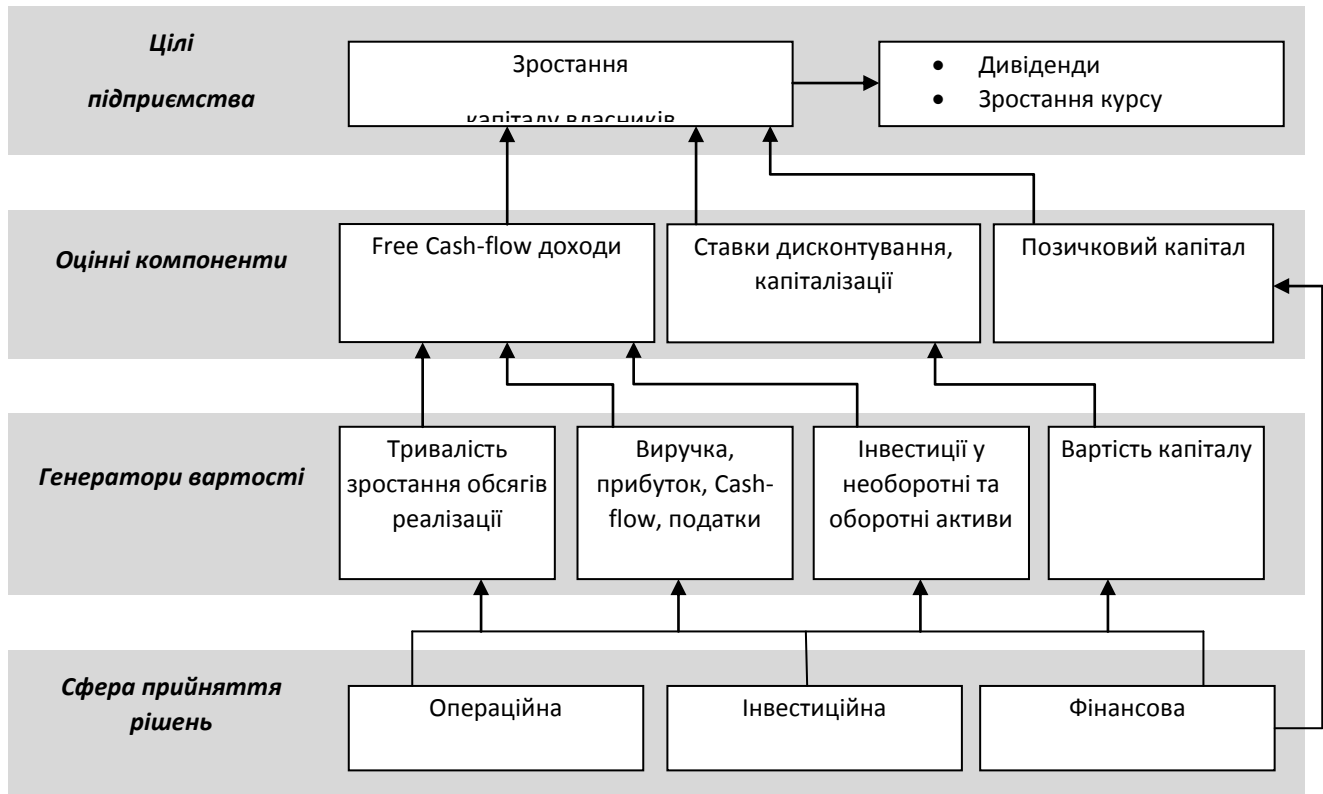 Цілі
підприємства
Зростання
капіталу власників
• Дивіденди
• Зростання курсу
Оцінні компоненти
Free Cash-flow доходи
Ставки дисконтування,
капіталізації
Позичковий капітал
Генератори вартості
Тривалість
зростання обсягів
реалізації
Виручка,
прибуток, Cash-
flow, податки
Інвестиції у
необоротні та
оборотні активи
Вартість капіталу
Сфера прийняття
рішень
Операційна
Інвестиційна
Фінансова